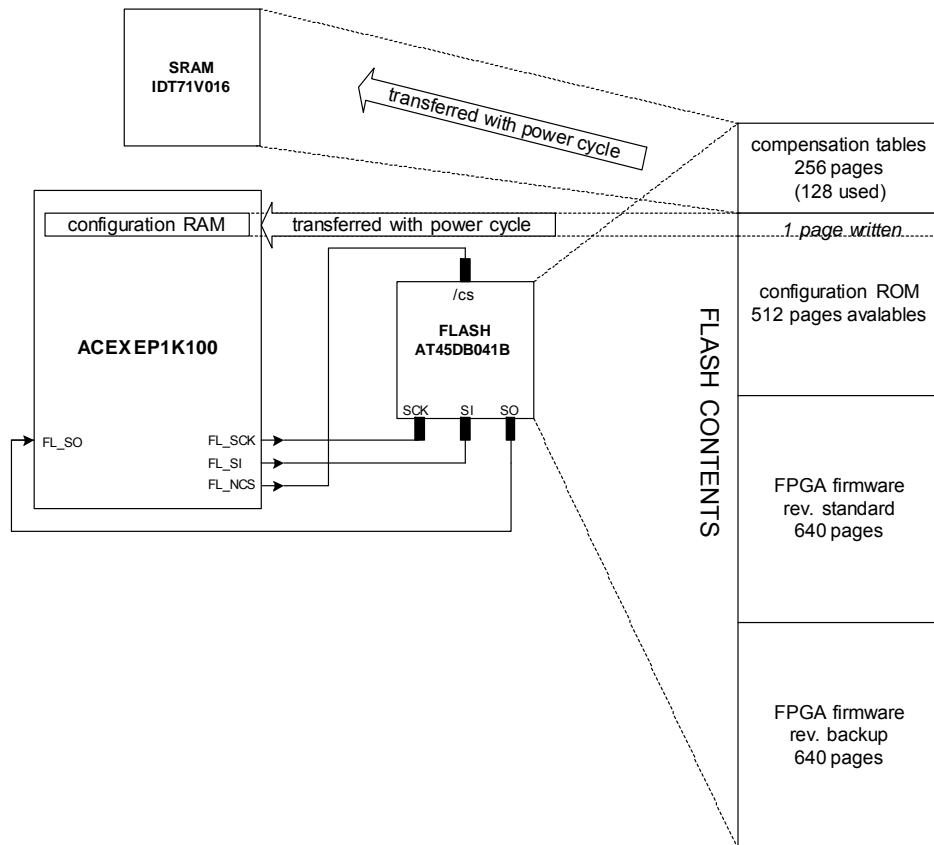 SRAM
IDT71V016
transferred with power cycle
compensation tables
256 pages
(128 used)
configuration RAM
transferred with power cycle
1 page written
/cs
configuration ROM
512 pages avalables
FLASH
AT45DB041B
ACEX EP1K100
FLASH CONTENTS
SCK SI SO
FL_SO
FL_SCK
FL_SI
FL_NCS
FPGA firmware
rev. standard
640 pages
FPGA firmware
rev. backup
640 pages